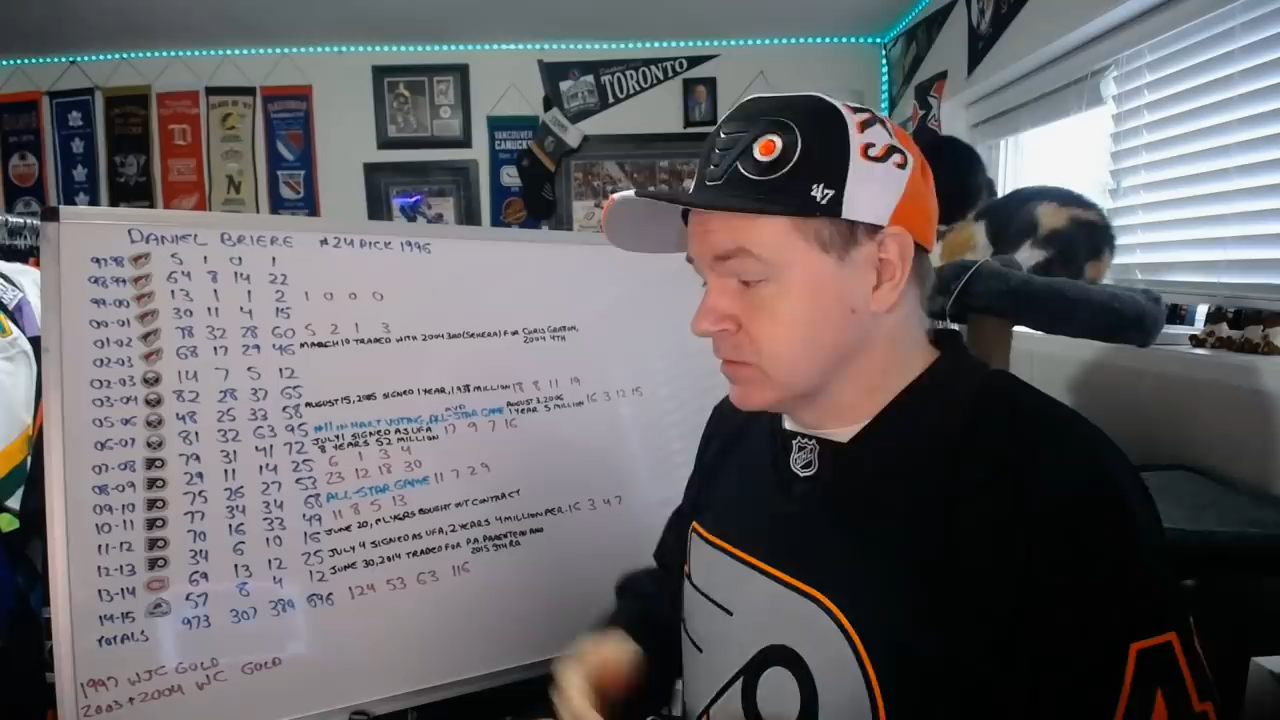 TORONTO
VANCOUVER
CANUCKS
'47
NHL
DANIEL BRIERE #24 PICK 1996
97-98 5 1 0 1
98-99 64 8 14 22
99-00 13 1 1 2 1 0 0 0
00-01 30 11 4 15
01-02 78 32 28 60 5 2 1 3
02-03 68 17 29 46 MARCH 10 TRADED WITH 2004 3RD (SEKERA) FOR CHRIS GRATTON,
2004 4TH
02-03 14 7 5 12
03-04 82 28 37 65
05-06 48 25 33 58 AUGUST 15, 2005 SIGNED 1 YEAR, 1.938 MILLION 18 8 11 19
06-07 81 32 63 95 #11 IN HART VOTING, ALL-STAR GAME MVP AUGUST 3, 2006
1 YEAR 5 MILLION 16 3 12 15
07-08 79 31 41 72 JULY 1 SIGNED AS UFA
8 YEARS 52 MILLION 17 9 7 16
08-09 29 11 14 25 6 1 3 4
09-10 75 26 27 53 23 12 18 30
10-11 77 34 34 68 ALL-STAR GAME 11 7 2 9
11-12 70 16 33 49 11 8 5 13
12-13 34 6 10 16 JUNE 20, FLYERS BOUGHT OUT CONTRACT
13-14 69 13 12 25 JULY 4 SIGNED AS UFA, 2 YEARS 4 MILLION PER 16 3 4 7
14-15 57 8 4 12 JUNE 30, 2014 TRADED FOR P.A. PARENTEAU AND
2015 5TH RD
TOTALS 973 307 389 696 124 53 63 116
1997 WJC GOLD
2003+2004 WC GOLD